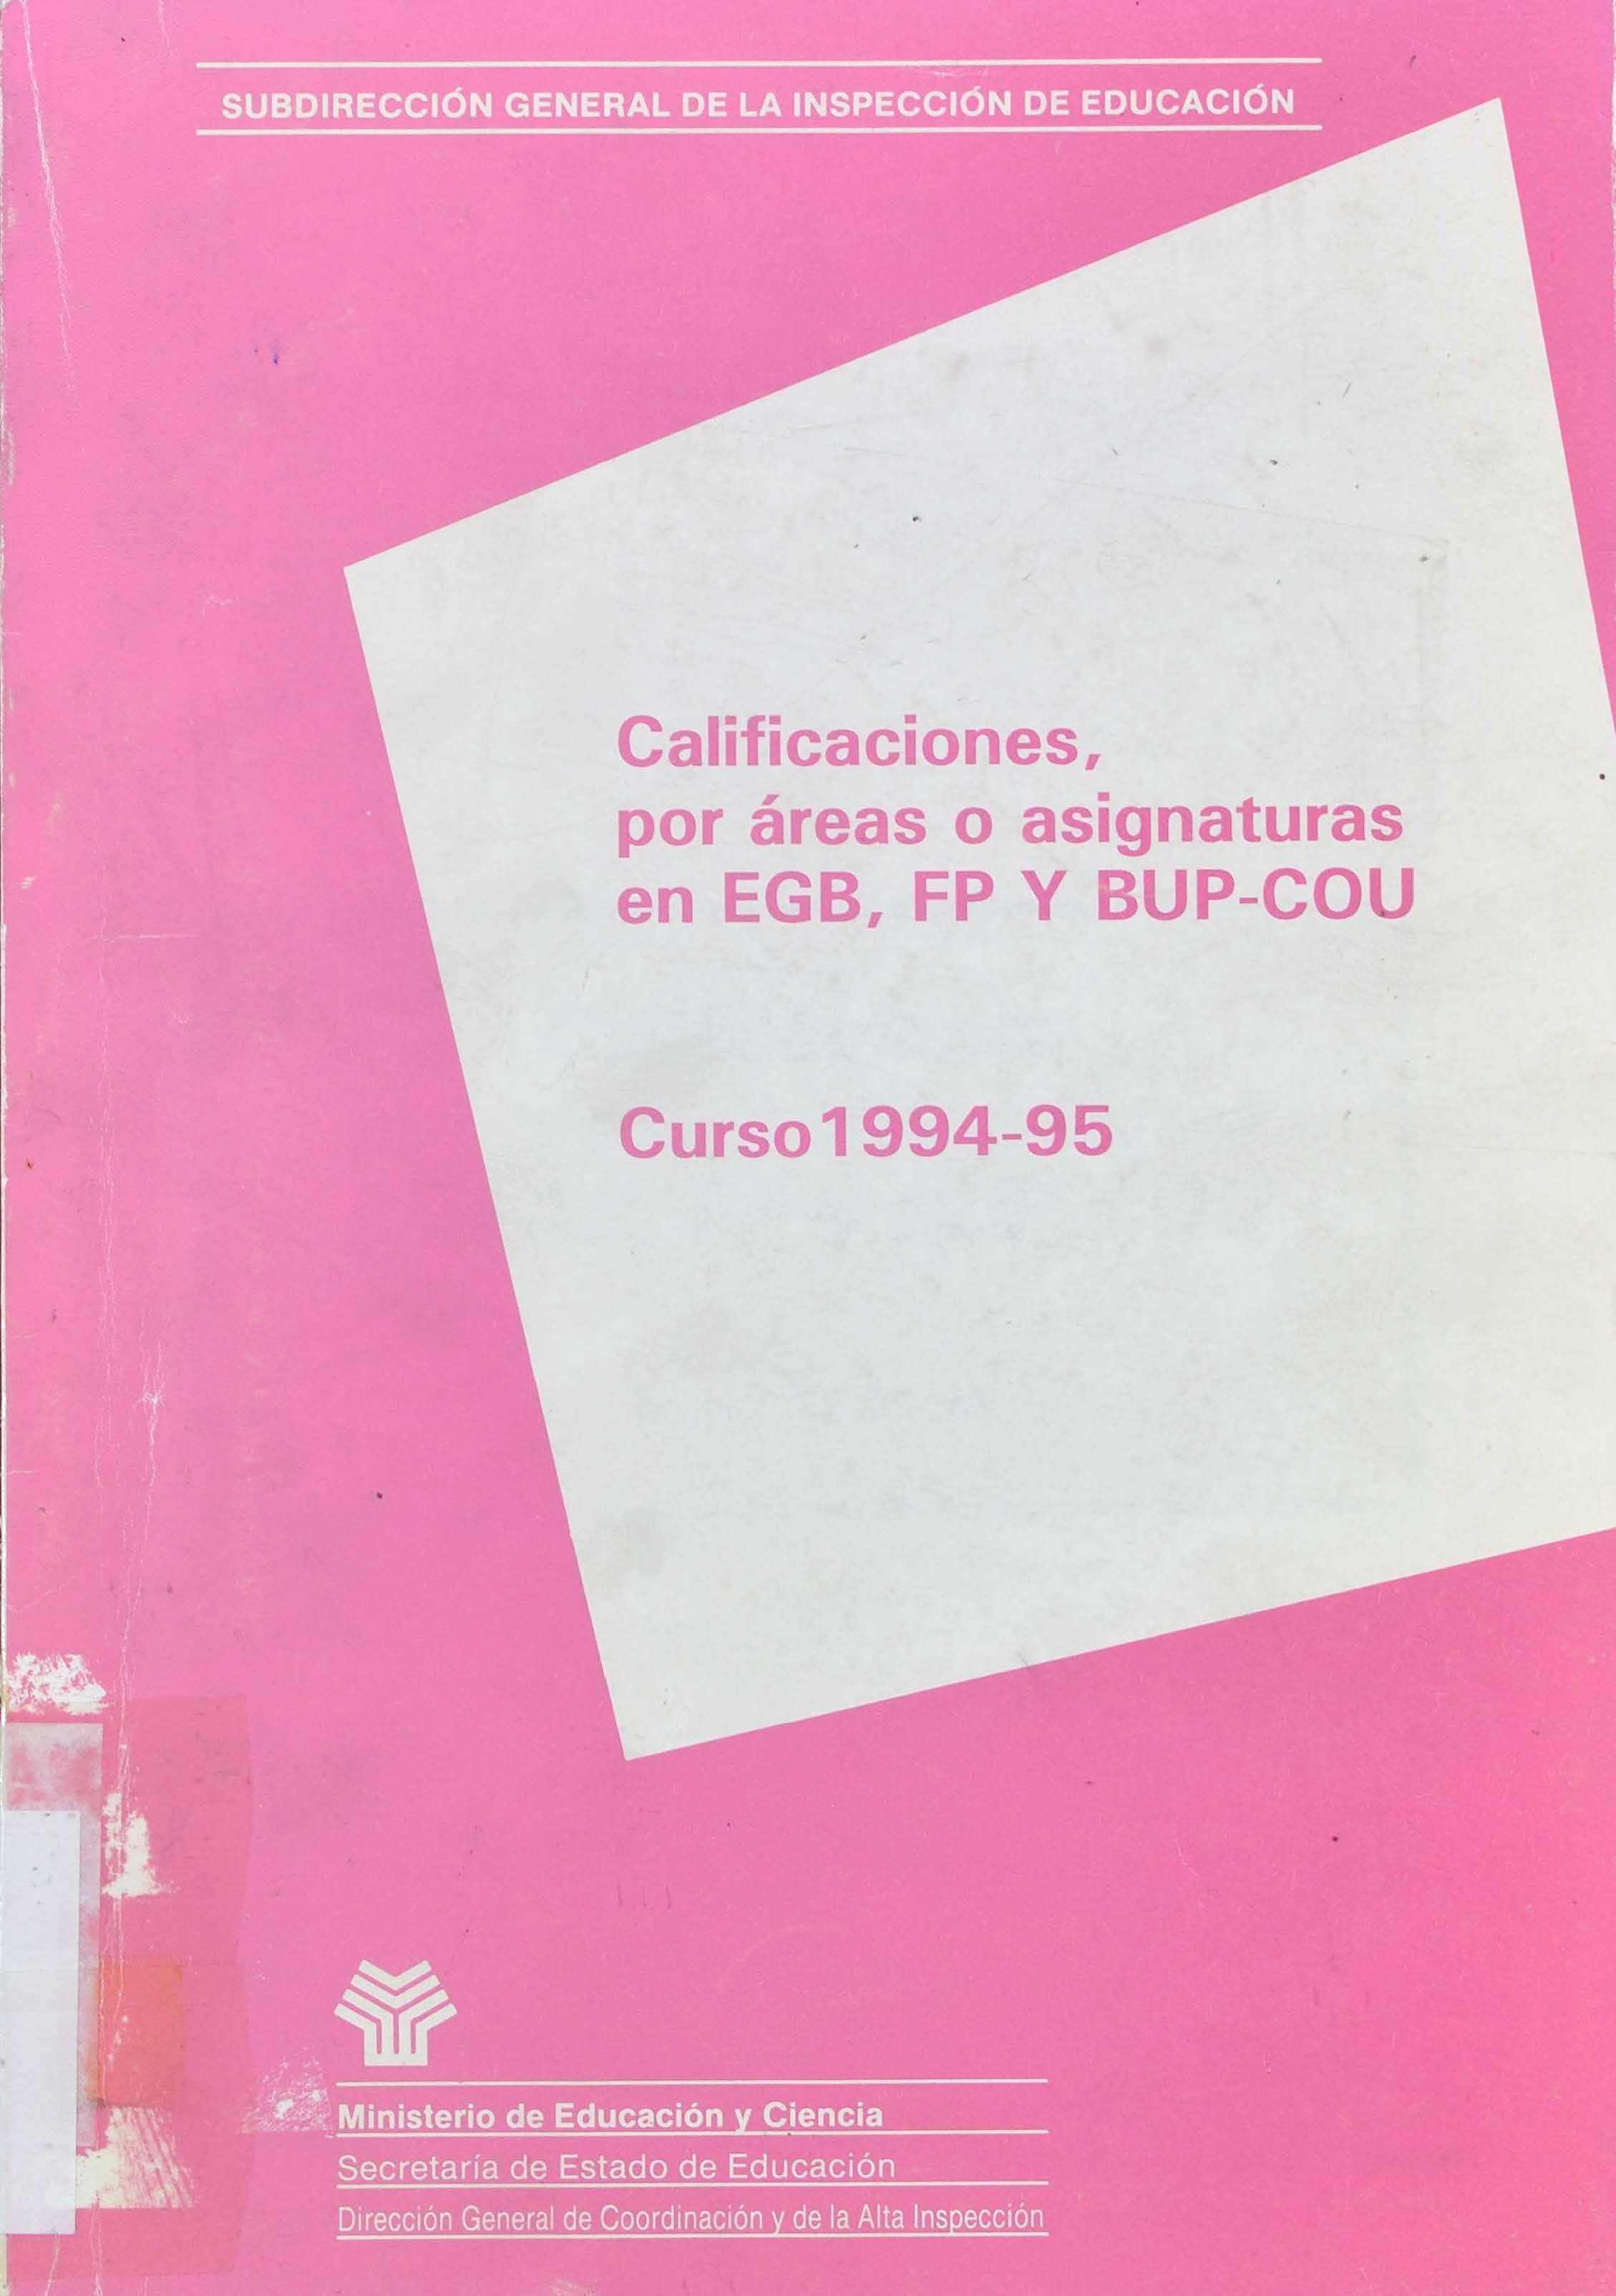 SUBDIRECCIÓN GENERAL DE LA INSPECCIÓN DE EDUCACIÓN
Calificaciones,
por áreas o asignaturas
en EGB, FP Y BUP-COU
Curso 1994-95
Ministerio de Educación y Ciencia
Secretaría de Estado de Educación
Dirección General de Coordinación y de la Alta Inspección